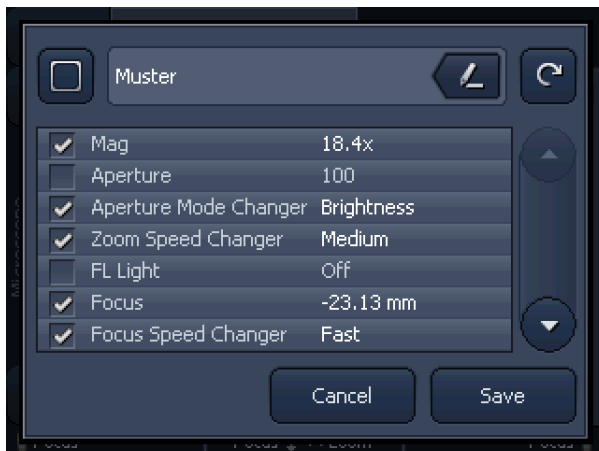 Muster
Mag 18.4x
Aperture 100
Aperture Mode Changer Brightness
Zoom Speed Changer Medium
FL Light Off
Focus -23.13 mm
Focus Speed Changer Fast
Cancel Save